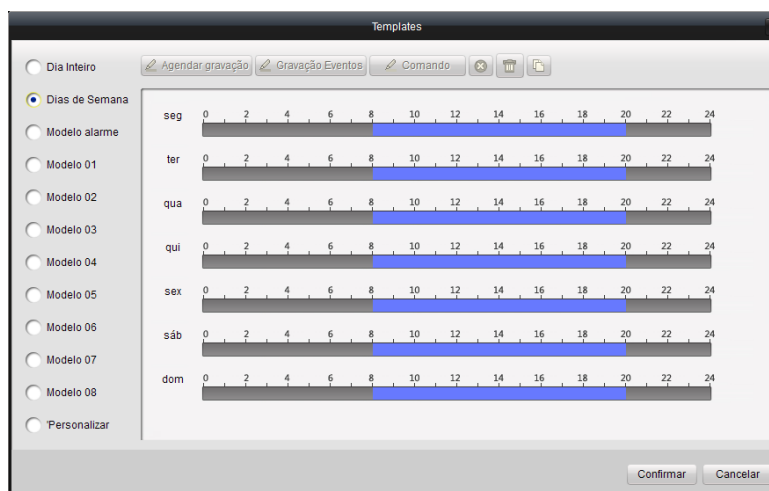 Templates
Dia Inteiro
Dias de Semana
Modelo alarme
Modelo 01
Modelo 02
Modelo 03
Modelo 04
Modelo 05
Modelo 06
Modelo 07
Modelo 08
'Personalizar
Agendar gravação Gravação Eventos Comando
seg 0 2 4 6 8 10 12 14 16 18 20 22 24
ter 0 2 4 6 8 10 12 14 16 18 20 22 24
qua 0 2 4 6 8 10 12 14 16 18 20 22 24
qui 0 2 4 6 8 10 12 14 16 18 20 22 24
sex 0 2 4 6 8 10 12 14 16 18 20 22 24
sáb 0 2 4 6 8 10 12 14 16 18 20 22 24
dom 0 2 4 6 8 10 12 14 16 18 20 22 24
Confirmar Cancelar